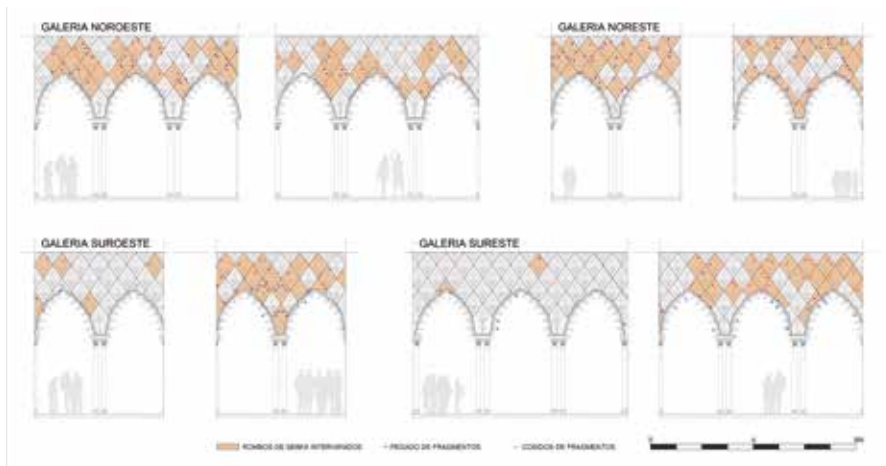 GALERIA NOROESTE
GALERIA NORESTE
GALERIA SUROESTE
GALERIA SURESTE
ROMBOS DE SEBKA INTERVENIDOS
PEGADO DE FRAGMENTOS
COSIDOS DE FRAGMENTOS